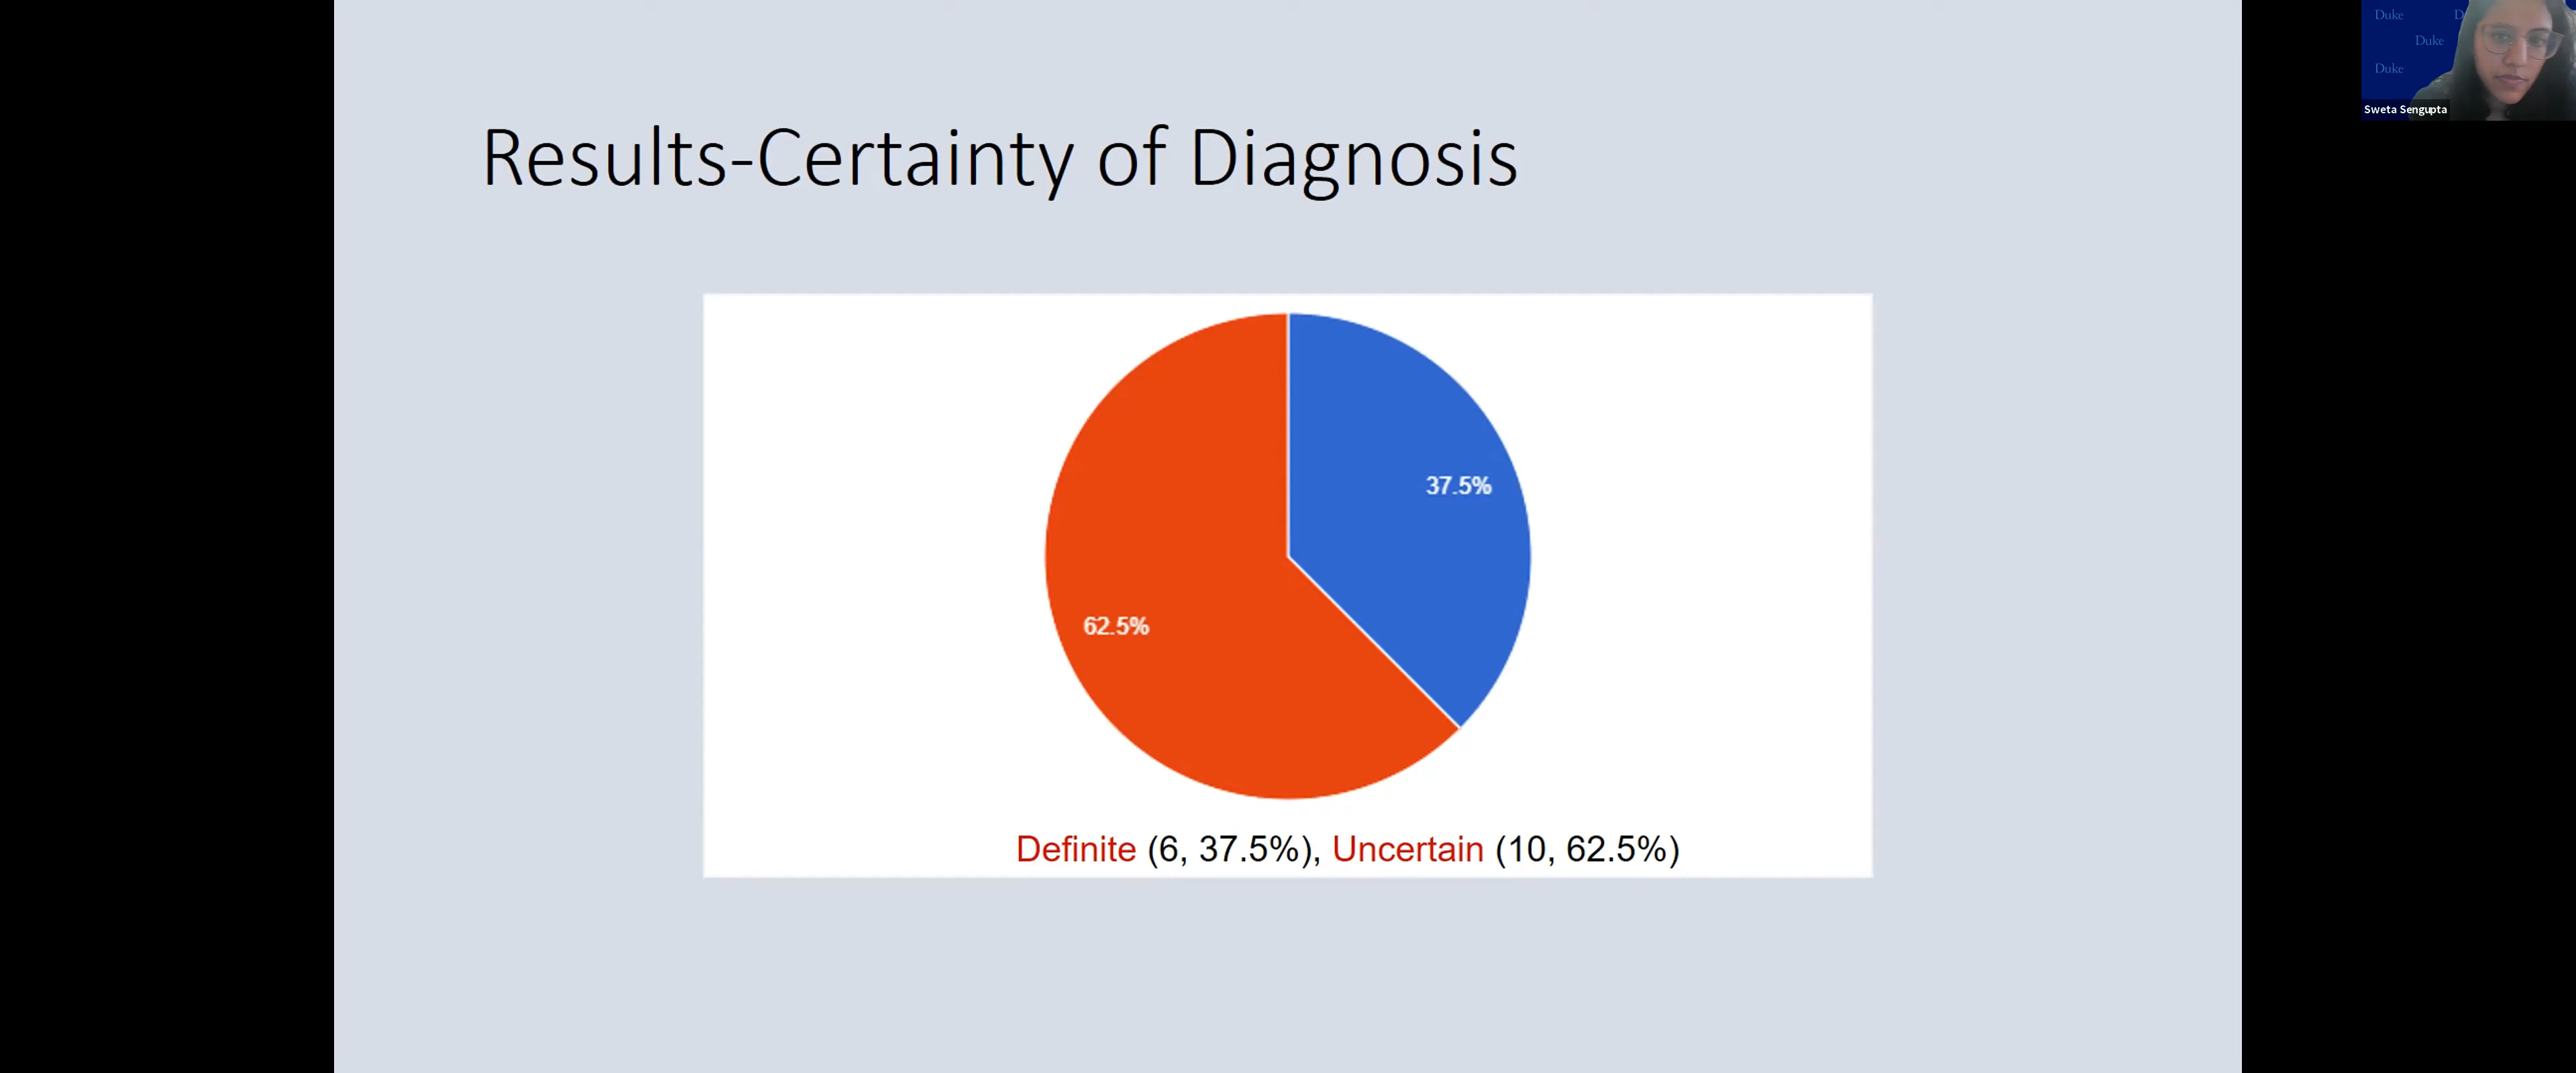 Duke
Duke
Duke
Sweta Sengupta
Results-Certainty of Diagnosis
37.5%
62.5%
Definite (6, 37.5%), Uncertain (10, 62.5%)